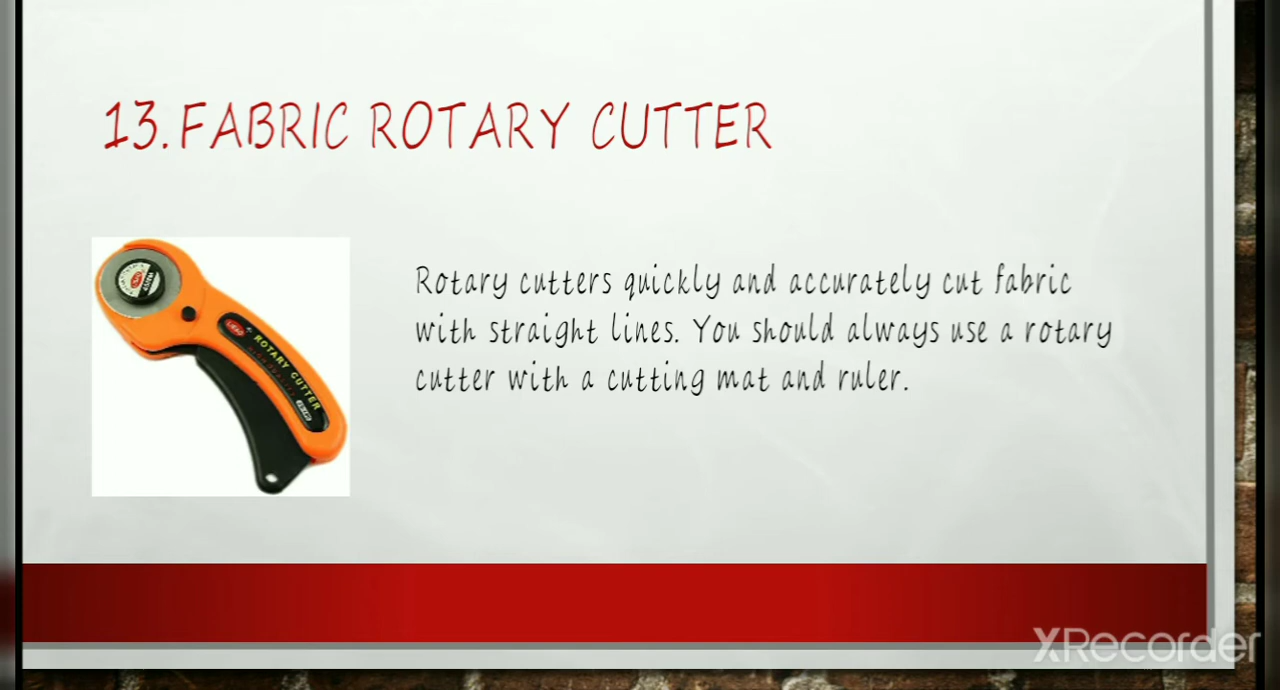 13. FABRIC ROTARY CUTTER
Rotary cutters quickly and accurately cut fabric
with straight lines. You should always use a rotary
cutter with a cutting mat and ruler.
ROTARY CUTTER
XRecorder